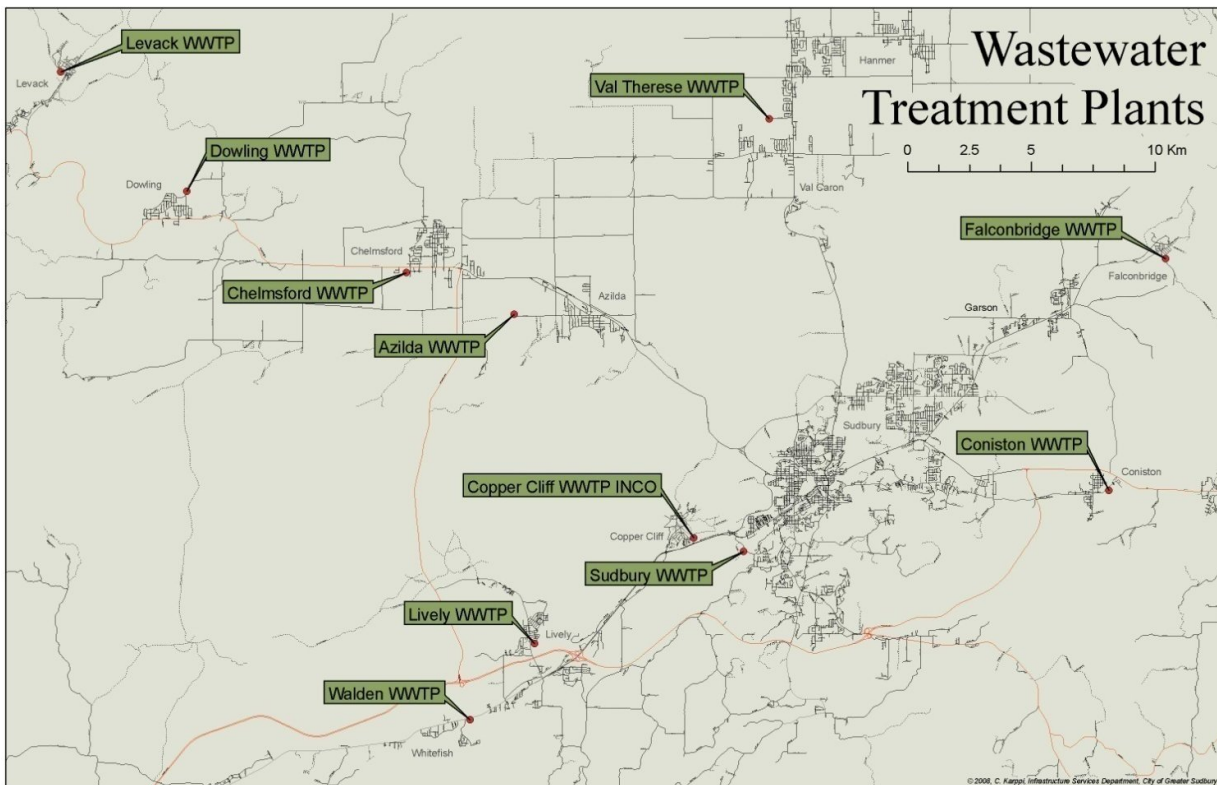 Wastewater
Treatment Plants
0 2.5 5 10 Km
Levack WWTP
Levack
Hanmer
Val Therese WWTP
Dowling WWTP
Dowling
Val Caron
Falconbridge WWTP
Falconbridge
Chelmsford
Chelmsford WWTP
Azilda
Garson
Azilda WWTP
Sudbury
Coniston WWTP
Coniston
Copper Cliff WWTP INCO
Copper Cliff
Sudbury WWTP
Lively WWTP
Lively
Walden WWTP
Whitefish
© 2008, C. Karppi, Infrastructure Services Department, City of Greater Sudbury